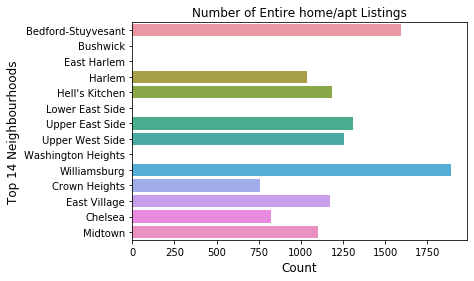 Number of Entire home/apt Listings
Top 14 Neighbourhoods
Bedford-Stuyvesant
Bushwick
East Harlem
Harlem
Hell's Kitchen
Lower East Side
Upper East Side
Upper West Side
Washington Heights
Williamsburg
Crown Heights
East Village
Chelsea
Midtown
0 250 500 750 1000 1250 1500 1750
Count